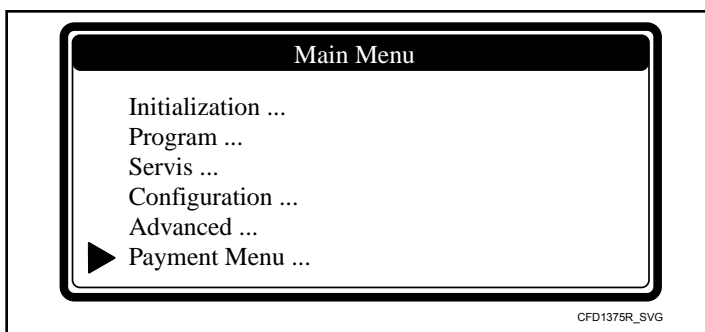 Main Menu
Initialization ...
Program ...
Servis ...
Configuration ...
Advanced ...
Payment Menu ...
CFD1375R_SVG